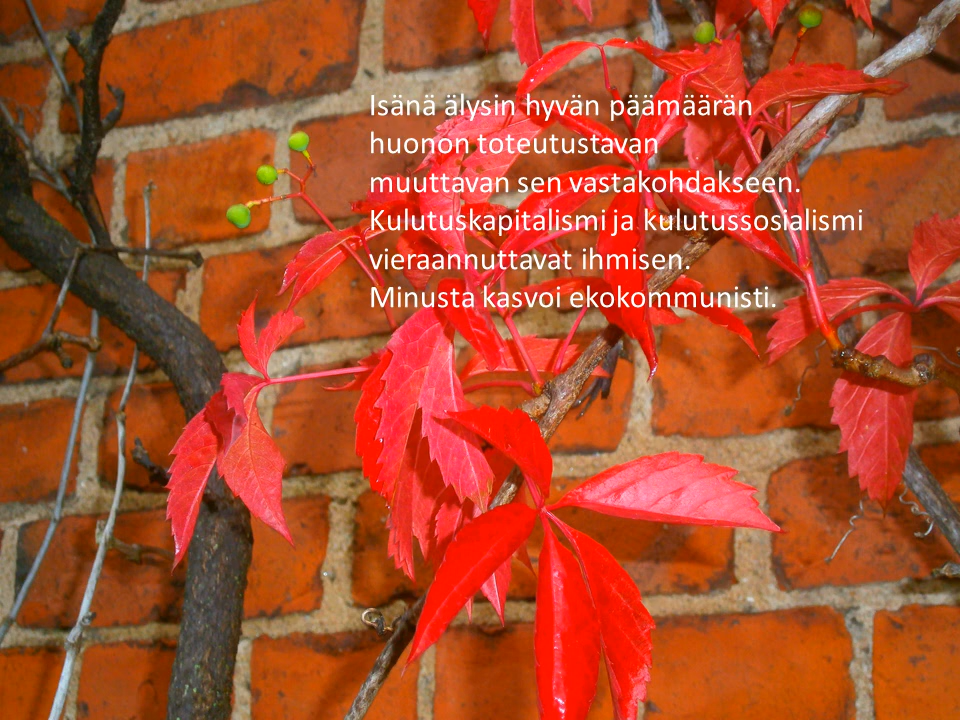 Isänä älysin hyvän päämäärän
huonon toteutustavan
muuttavan sen vastakohdakseen.
Kulutuskapitalismi ja kulutussosialismi
vieraannuttavat ihmisen.
Minusta kasvoi ekokommunisti.